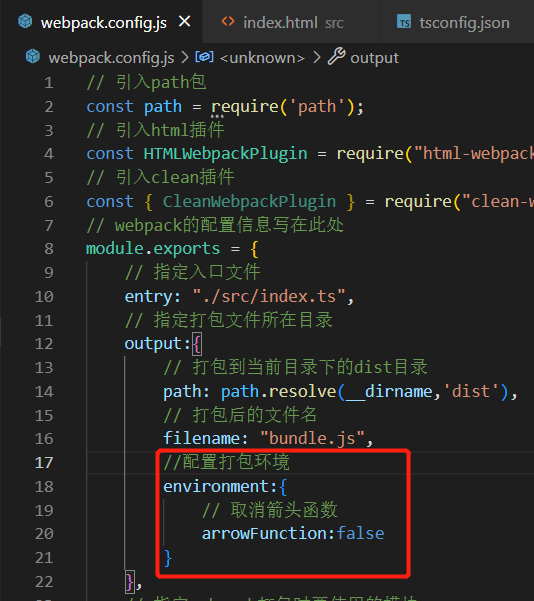 webpack.config.js × <> index.html src TS tsconfig.json
webpack.config.js > <unknown> > output
1 // 引入path包
2 const path = require('path');
3 // 引入html插件
4 const HTMLWebpackPlugin = require("html-webpack
5 // 引入clean插件
6 const { CleanWebpackPlugin } = require("clean-w
7 // webpack的配置信息写在此处
8 module.exports = {
9 // 指定入口文件
10 entry: "./src/index.ts",
11 // 指定打包文件所在目录
12 output:{
13 // 打包到当前目录下的dist目录
14 path: path.resolve(__dirname,'dist'),
15 // 打包后的文件名
16 filename: "bundle.js",
17 //配置打包环境
18 environment:{
19 // 取消箭头函数
20 arrowFunction:false
21 }
22 },